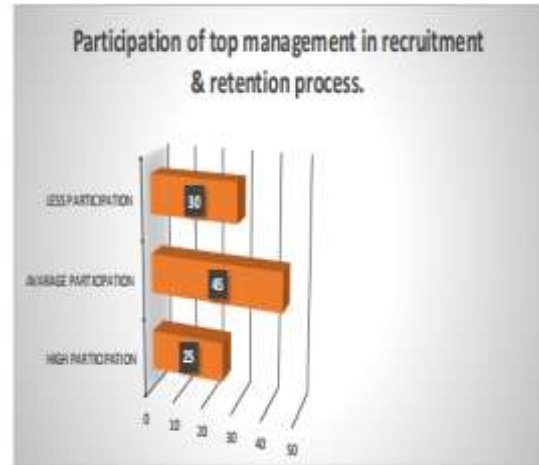 Participation of top management in recruitment
& retention process.
LESS PARTICIPATION
30
AVARAGE PARTICIPATION
45
HIGH PARTICIPATION
25
0
10
20
30
40
50